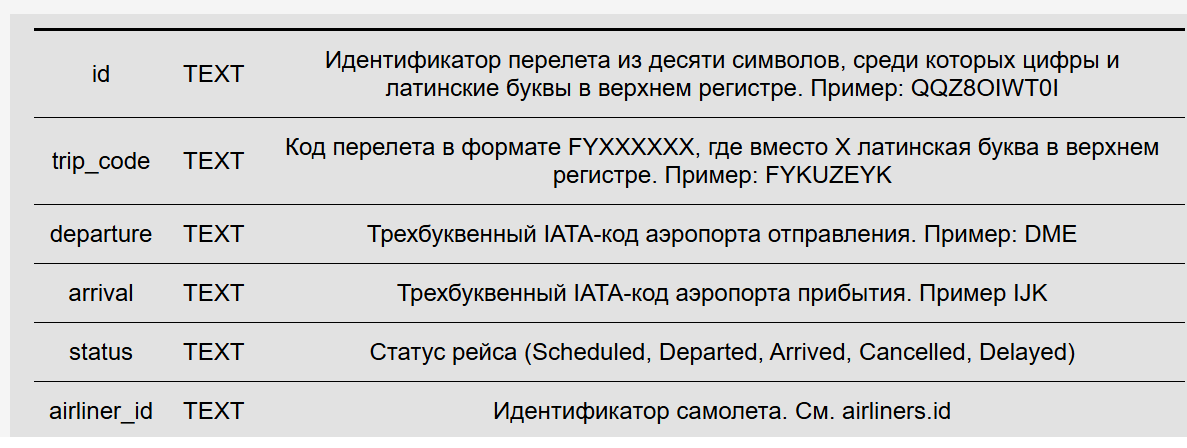 id TEXT Идентификатор перелета из десяти символов, среди которых цифры и
латинские буквы в верхнем регистре. Пример: QQZ8OIWT0I
trip_code TEXT Код перелета в формате FYXXXXXX, где вместо X латинская буква в верхнем
регистре. Пример: FYKUZEYK
departure TEXT Трехбуквенный IATA-код аэропорта отправления. Пример: DME
arrival TEXT Трехбуквенный IATA-код аэропорта прибытия. Пример IJK
status TEXT Статус рейса (Scheduled, Departed, Arrived, Cancelled, Delayed)
airliner_id TEXT Идентификатор самолета. См. airliners.id